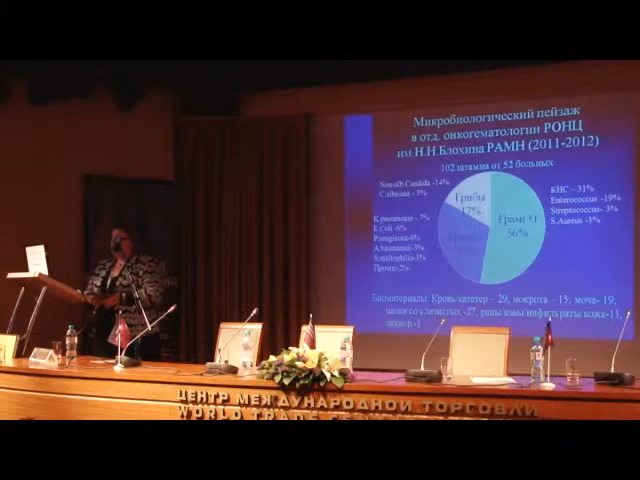 Микробиологический пейзаж
в отд. онкогематологии РОНЦ
им.Н.Н.Блохина РАМН (2011-2012)
102 штамма от 52 больных
Non-alb.Candida -14%
C.albicans - 3%
K.pneumoniae - 7%
E.Coli -6%
P.aeruginosa-6%
A.baumannii-3%
S.maltophilia-3%
Прочие-2%
Грибы
17%
Грам(+)
56%
КНС – 31%
Enterococcus -19%
Streptococcus- 3%
S.Aureus -3%
Биоматериалы: Кровь/катетер – 29; мокрота – 15; моча- 19;
мазки со слизистых -27, раны/язвы/инфильтраты/кожа-11,
ликвор -1
ЦЕНТР МЕЖДУНАРОДНОЙ ТОРГОВЛИ
WORLD TRADE